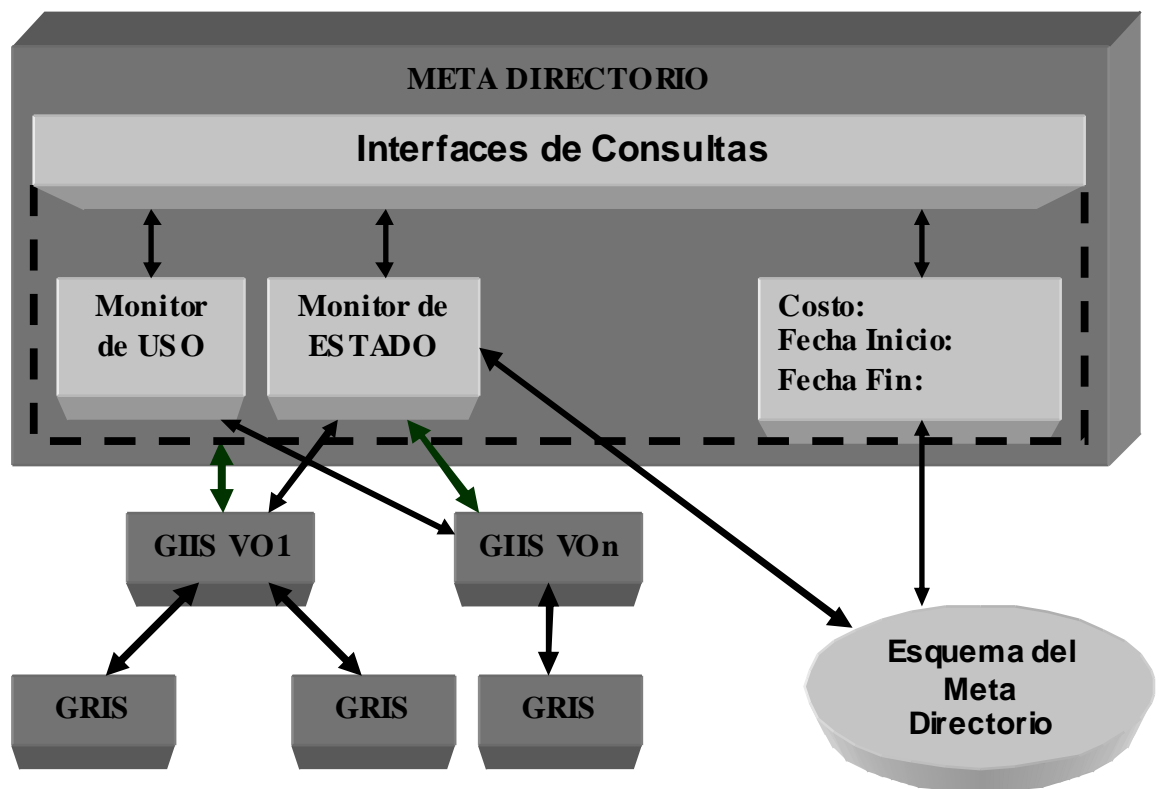 META DIRECTORIO
Interfaces de Consultas
Monitor
de USO
Monitor de
ESTADO
Costo:
Fecha Inicio:
Fecha Fin:
GIIS VO1
GIIS VOn
GRIS
GRIS
GRIS
Esquema del
Meta
Directorio